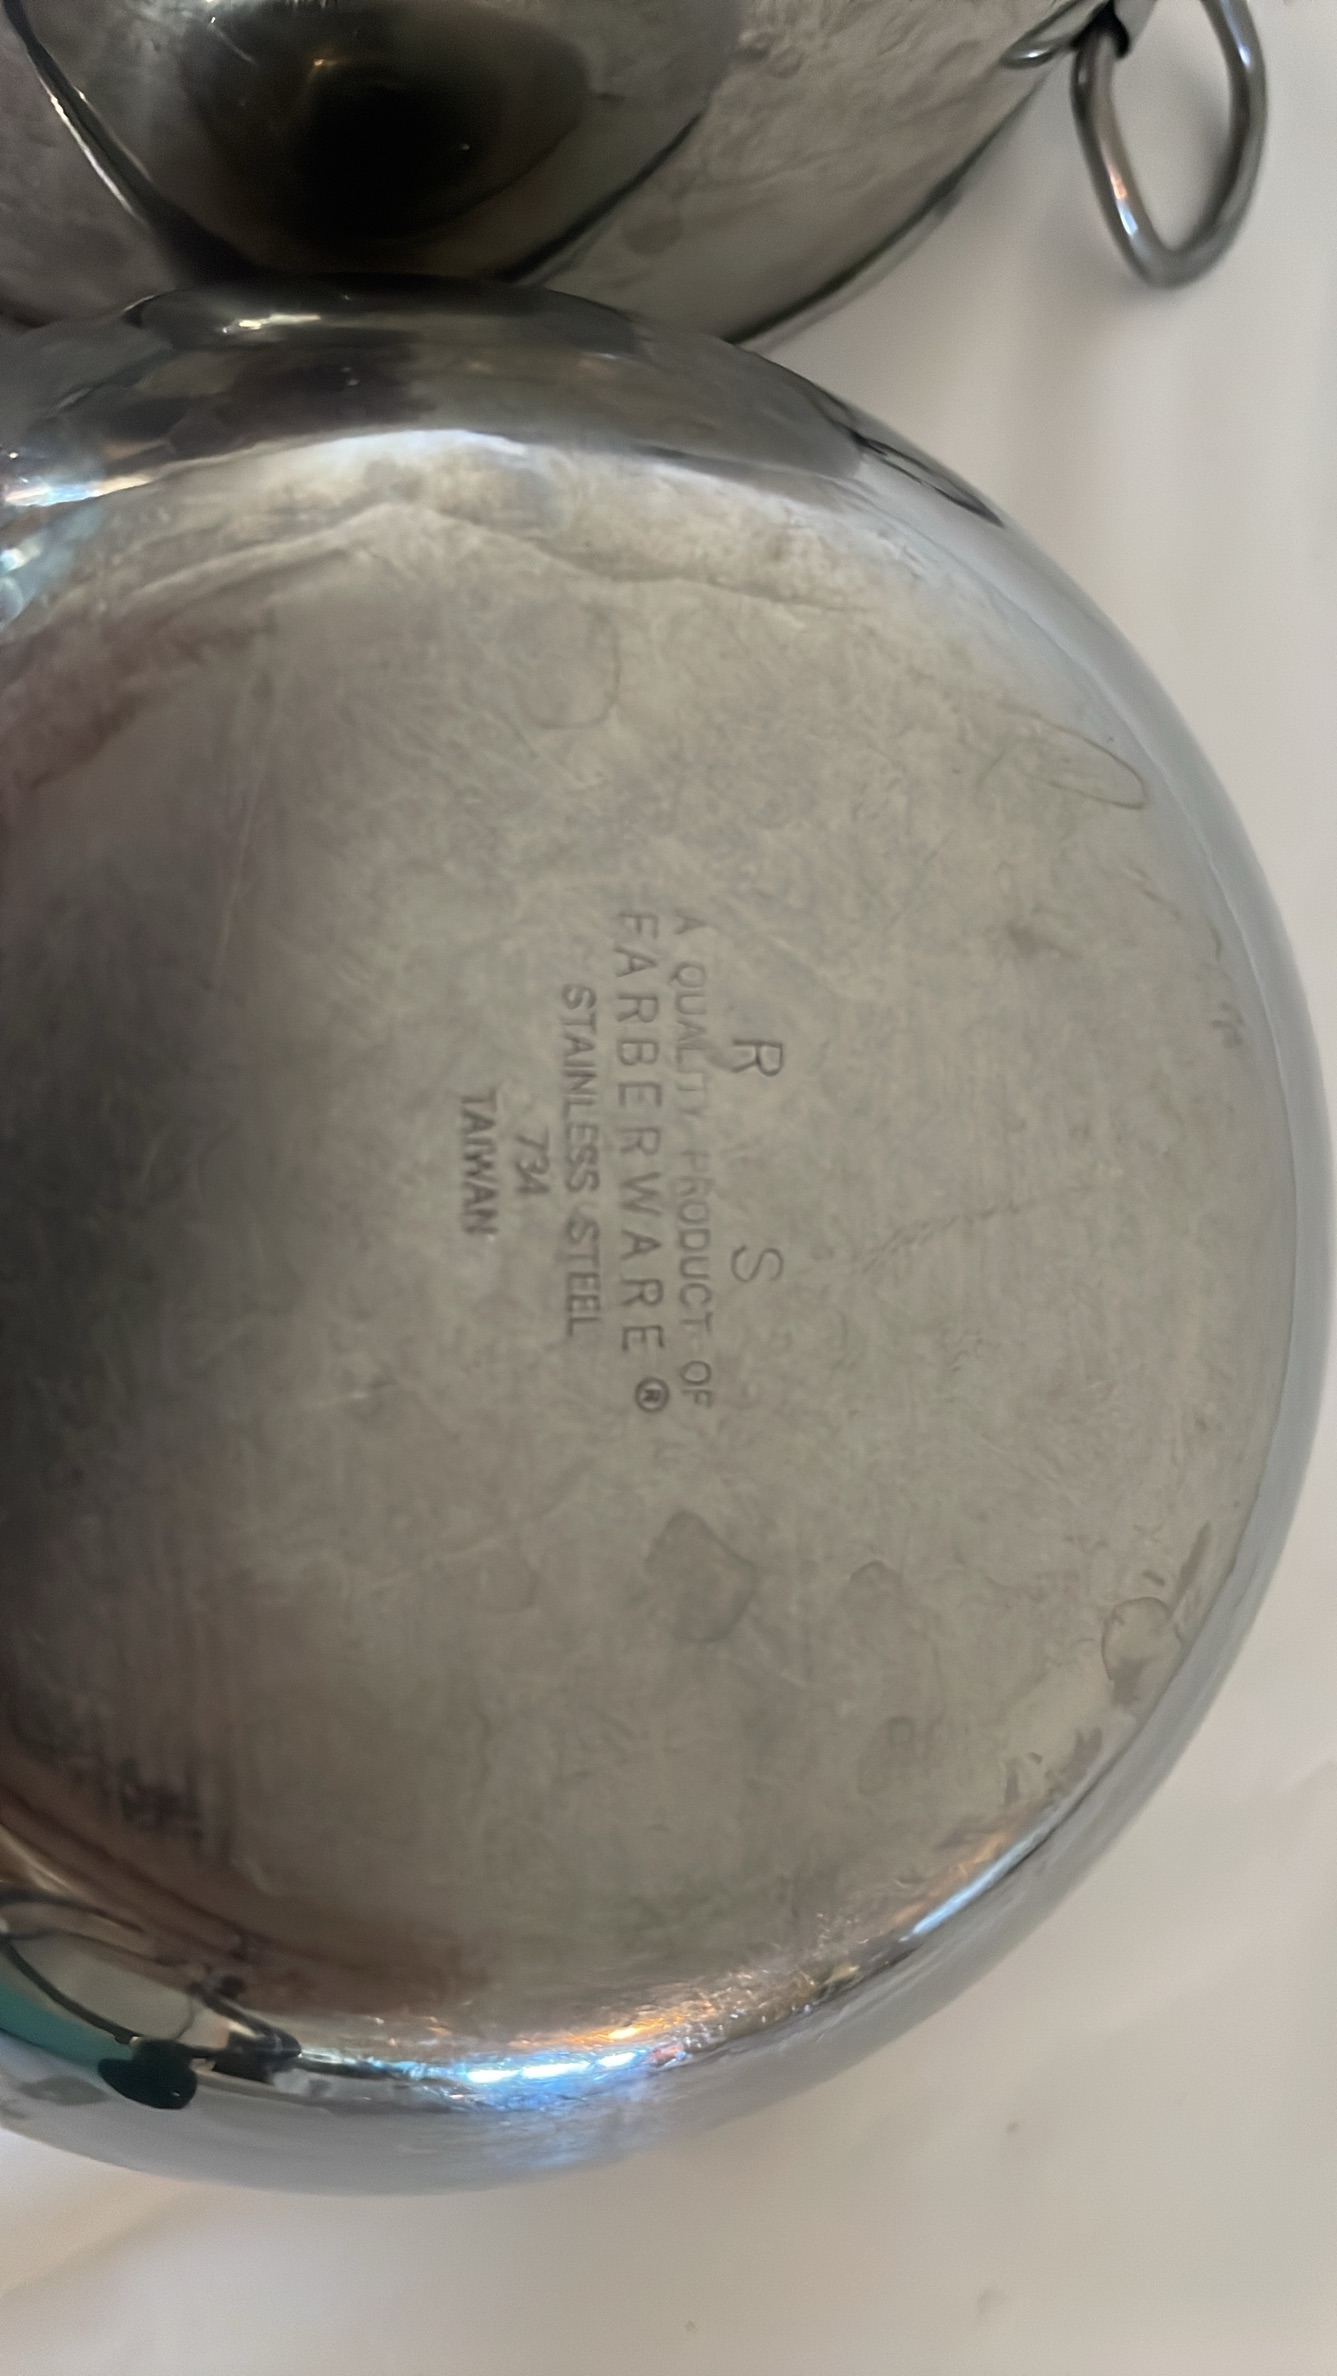 R S
A QUALITY PRODUCT OF
FARBERWARE ®
STAINLESS STEEL
734
TAIWAN